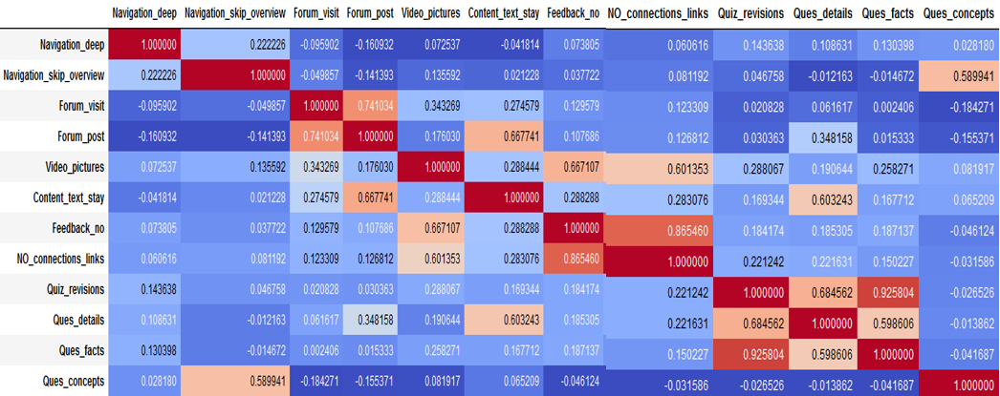 Navigation_deep Navigation_skip_overview Forum_visit Forum_post Video_pictures Content_text_stay Feedback_no NO_connections_links Quiz_revisions Ques_details Ques_facts Ques_concepts
Navigation_deep 1.000000 0.222226 -0.095902 -0.160932 0.072537 -0.041814 0.073805 0.060616 0.143638 0.108631 0.130398 0.028180
Navigation_skip_overview 0.222226 1.000000 -0.049857 -0.141393 0.135592 0.021228 0.037722 0.081192 0.046758 -0.012163 -0.014672 0.589941
Forum_visit -0.095902 -0.049857 1.000000 0.741034 0.343269 0.274579 0.129579 0.123309 0.020828 0.061617 0.002406 -0.184271
Forum_post -0.160932 -0.141393 0.741034 1.000000 0.176030 0.667741 0.107686 0.126812 0.030363 0.348158 0.015333 -0.155371
Video_pictures 0.072537 0.135592 0.343269 0.176030 1.000000 0.288444 0.667107 0.601353 0.288067 0.190644 0.258271 0.081917
Content_text_stay -0.041814 0.021228 0.274579 0.667741 0.288444 1.000000 0.288288 0.283076 0.169344 0.603243 0.167712 0.065209
Feedback_no 0.073805 0.037722 0.129579 0.107686 0.667107 0.288288 1.000000 0.865460 0.184174 0.185305 0.187137 -0.046124
NO_connections_links 0.060616 0.081192 0.123309 0.126812 0.601353 0.283076 0.865460 1.000000 0.221242 0.221631 0.150227 -0.031586
Quiz_revisions 0.143638 0.046758 0.020828 0.030363 0.288067 0.169344 0.184174 0.221242 1.000000 0.684562 0.925804 -0.026526
Ques_details 0.108631 -0.012163 0.061617 0.348158 0.190644 0.603243 0.185305 0.221631 0.684562 1.000000 0.598606 -0.013862
Ques_facts 0.130398 -0.014672 0.002406 0.015333 0.258271 0.167712 0.187137 0.150227 0.925804 0.598606 1.000000 -0.041687
Ques_concepts 0.028180 0.589941 -0.184271 -0.155371 0.081917 0.065209 -0.046124 -0.031586 -0.026526 -0.013862 -0.041687 1.000000